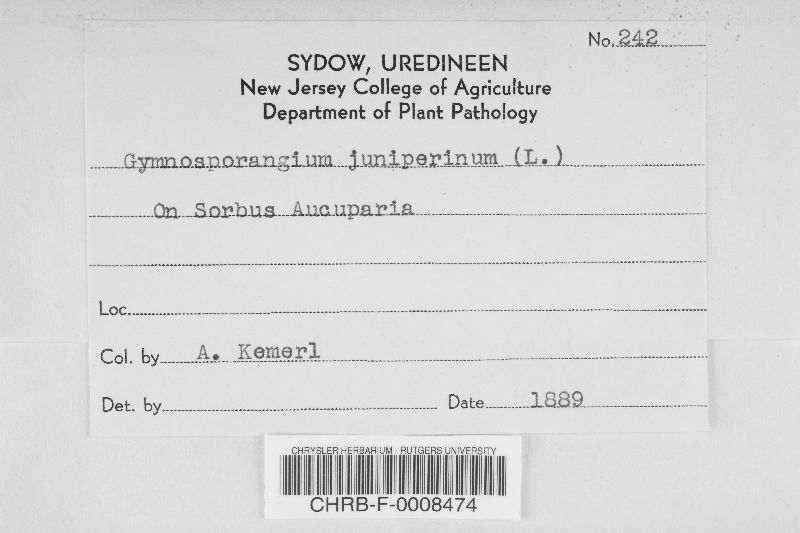 No. 242
SYDOW, UREDINEEN
New Jersey College of Agriculture
Department of Plant Pathology
Gymnosporangium juniperinum (L.)
On Sorbus Aucuparia
Loc.
Col. by A. Kemerl
Det. by Date 1889
CHRYSLER HERBARIUM - RUTGERS UNIVERSITY
CHRB-F-0008474